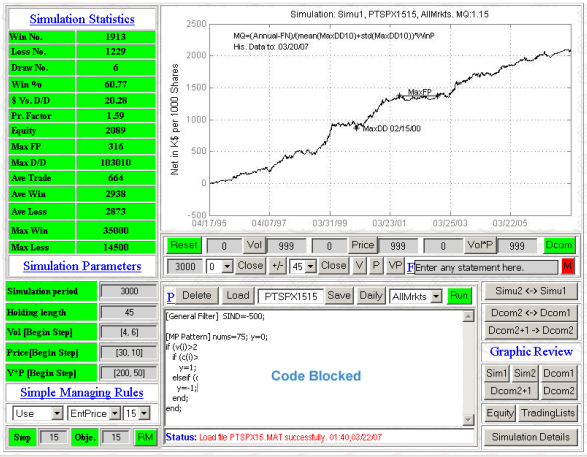 Simulation Statistics
Win No. 1913
Loss No. 1229
Draw No. 6
Win % 60.77
$ Vs. D/D 20.28
Pr. Factor 1.59
Equity 2089
Max FP 316
Max D/D 103010
Ave Trade 664
Ave Win 2938
Ave Loss 2873
Max Win 35000
Max Loss 14500
Simulation Parameters
Simulation period 3000
Holding length 45
Vol [Begin Step] [4, 6]
Price[Begin Step] [30, 10]
V*P [Begin Step] [200, 50]
Simple Managing Rules
Use EntPrice 15
Stop 15 Obje. 15 RM
Simulation: Simu1, PTSPX1515, AllMrkts. MQ:1.15
MQ=(Annual-FN)/(mean(MaxDD10)+std(MaxDD10))*WinP
His. Data to: 03/20/07
Net in K$ per 1000 Shares
2500
2000
1500
1000
500
0
-500
MaxFP
MaxDD 02/15/00
04/17/95 04/07/97 03/31/99 03/23/01 03/25/03 03/22/05
Reset 0 Vol 999 0 Price 999 0 Vol*P 999 Dcom
3000 0 Close +/- 45 Close V P VP F Enter any statement here. M
P Delete Load PTSPX1515 Save Daily AllMrkts Run
[General Filter] SIND=-500;
[MP Pattern] nums=75; y=0;
if (v(i)>2
if (c(i)>
y=1;
elseif (c
y=-1;
end;
end;
Code Blocked
Status: Load file PTSPX15.MAT successfully. 01:40,03/22/07
Simu2 <-> Simu1
Dcom2 <-> Dcom1
Dcom2+1 -> Dcom2
Graphic Review
Sim1 Sim2 Dcom1
Dcom2+1 Dcom2
Equity TradingLists
Simulation Details